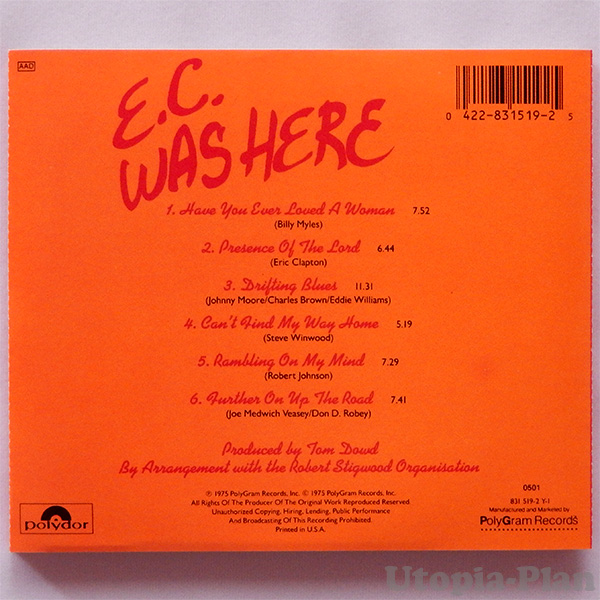 AAD
E.C.
WAS HERE
0 422-831519-2 5
1. Have You Ever Loved A Woman 7.52
(Billy Myles)
2. Presence Of The Lord 6.44
(Eric Clapton)
3. Drifting Blues 11.31
(Johnny Moore/Charles Brown/Eddie Williams)
4. Can't Find My Way Home 5.19
(Steve Winwood)
5. Rambling On My Mind 7.29
(Robert Johnson)
6. Further On Up The Road 7.41
(Joe Medwich Veasey/Don D. Robey)
Produced by Tom Dowd
By Arrangement with the Robert Stigwood Organisation
℗ 1975 PolyGram Records, Inc. © 1975 PolyGram Records, Inc.
All Rights Of The Producer Of The Original Work Reproduced Reserved.
Unauthorized Copying, Hiring, Lending, Public Performance
And Broadcasting Of This Recording Prohibited.
Printed in U.S.A.
polydor
0501
831 519-2 Y-1
Manufactured and Marketed by
PolyGram Records
Utopia-Plan